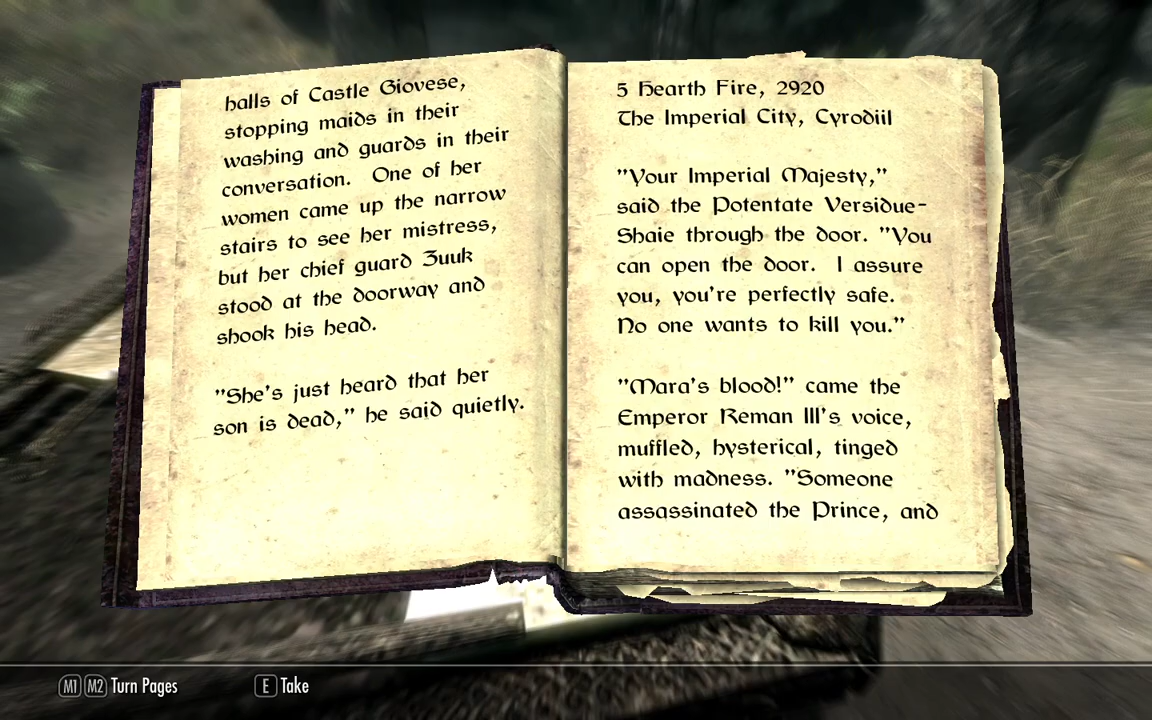 halls of Castle Giovese,
stopping maids in their
washing and guards in their
conversation.  One of her
women came up the narrow
stairs to see her mistress,
but her chief guard Zuuk
stood at the doorway and
shook his head.
"She's just heard that her
son is dead," he said quietly.
5 Hearth Fire, 2920
The Imperial City, Cyrodiil
"Your Imperial Majesty,"
said the Potentate Versidue-
Shaie through the door. "You
can open the door.  I assure
you, you're perfectly safe.
No one wants to kill you."
"Mara's blood!" came the
Emperor Reman III's voice,
muffled, hysterical, tinged
with madness. "Someone
assassinated the Prince, and
M1 M2 Turn Pages
E Take